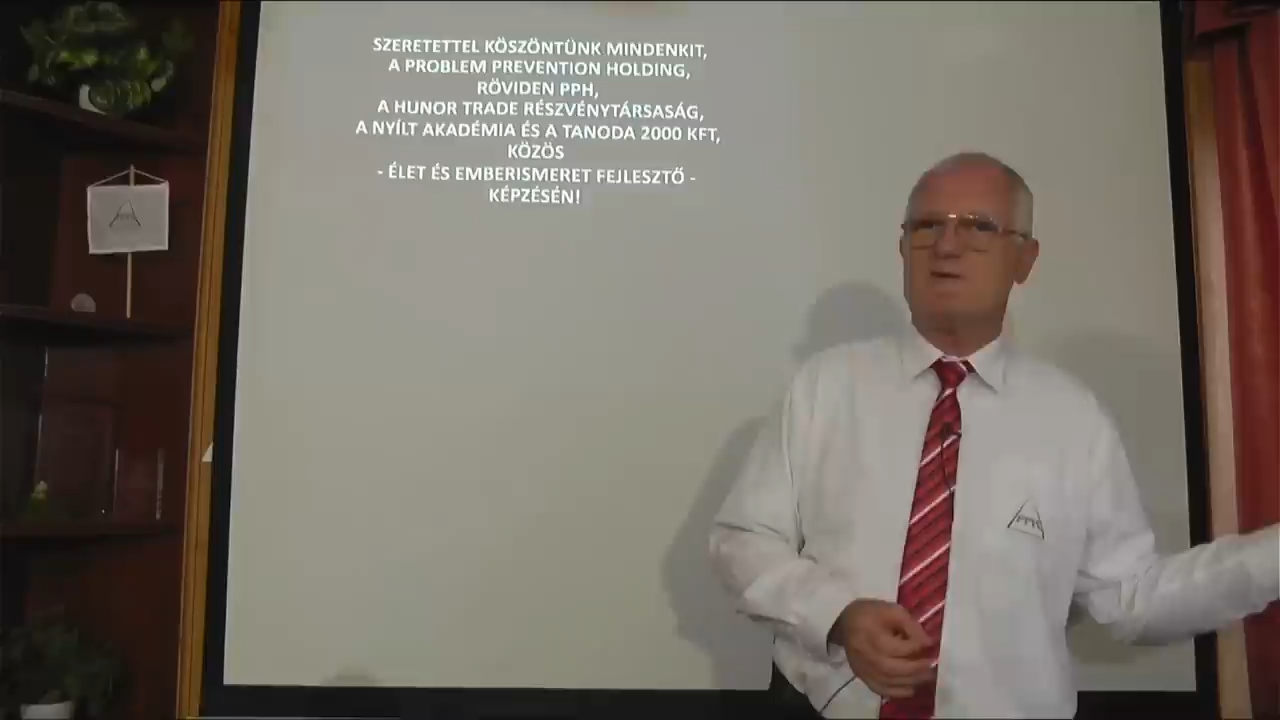 SZERETETTEL KÖSZÖNTÜNK MINDENKIT,
A PROBLEM PREVENTION HOLDING,
RÖVIDEN PPH,
A HUNOR TRADE RÉSZVÉNYTÁRSASÁG,
A NYÍLT AKADÉMIA ÉS A TANODA 2000 KFT,
KÖZÖS
- ÉLET ÉS EMBERISMERET FEJLESZTŐ -
KÉPZÉSÉN!